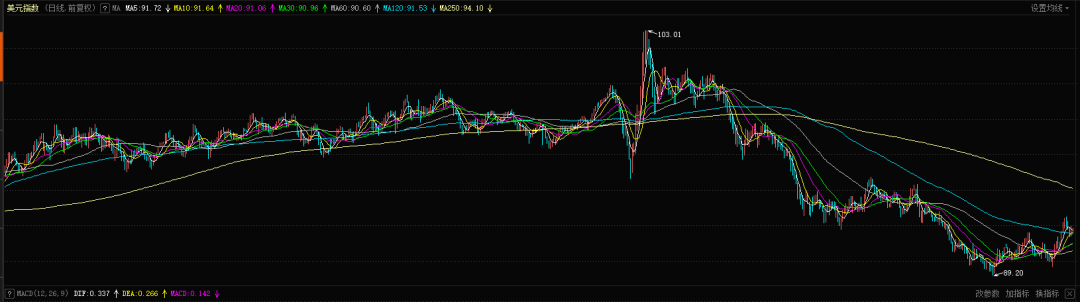 美元指数 (日线.前复权) ? MA MA5:91.72 ↓ MA10:91.64 ↑ MA20:91.06 ↑ MA30:90.96 ↑ MA60:90.60 ↑ MA120:91.53 ↓ MA250:94.10 ↓ 设置均线
103.01
89.20
? MACD(12,26,9) DIF:0.337 ↑ DEA:0.266 ↑ MACD:0.142 ↓ 改参数 加指标 换指标